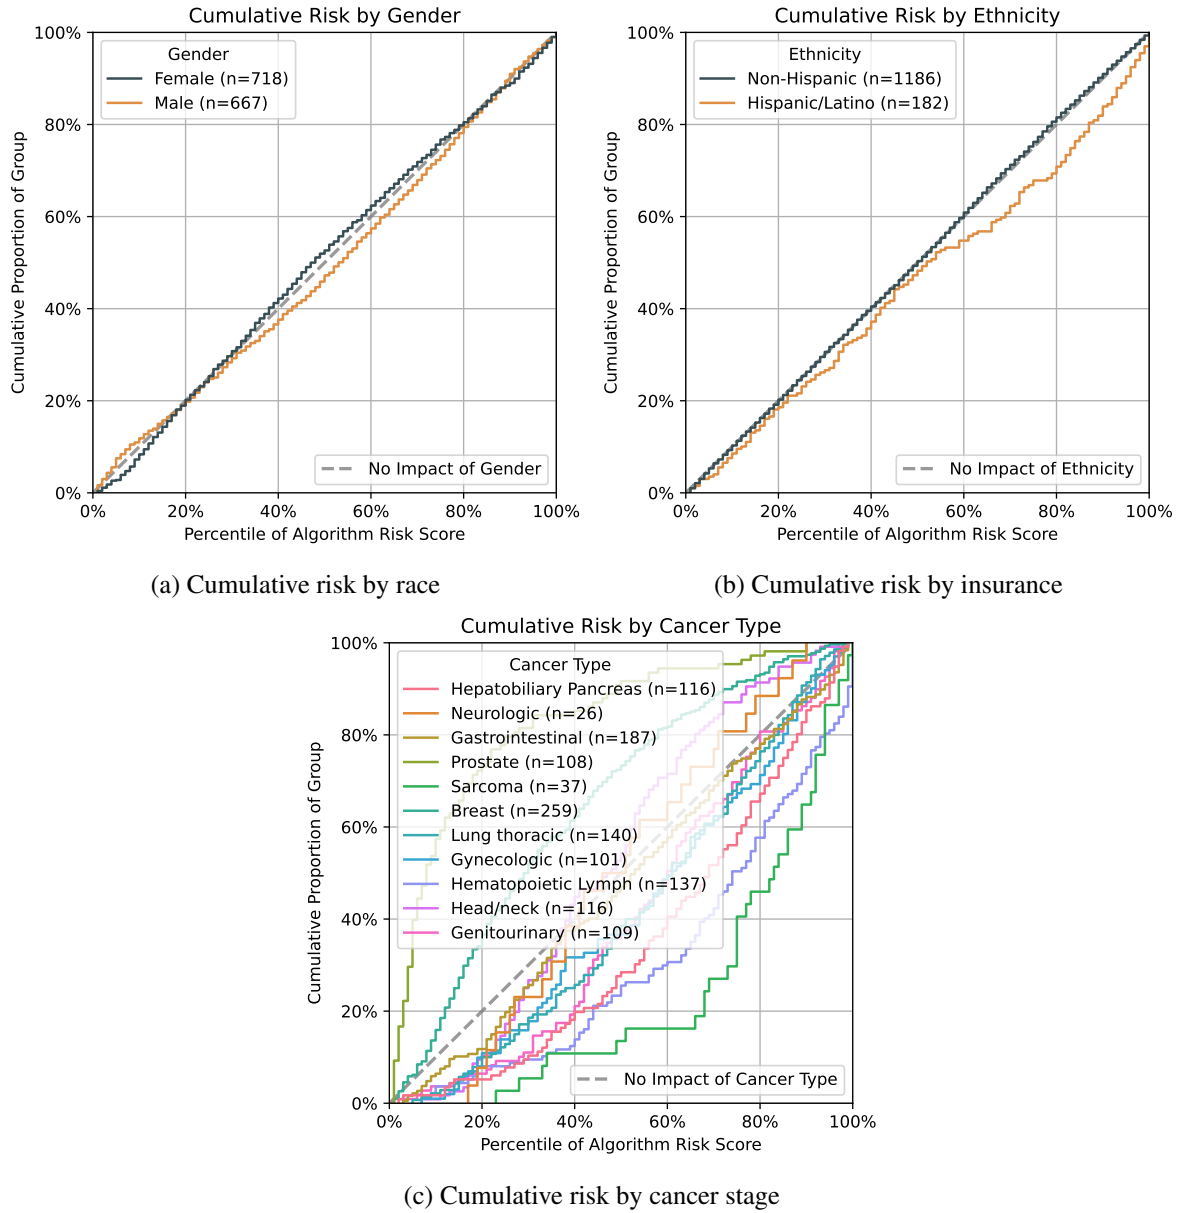 Cumulative Risk by Gender
100%
80%
60%
40%
20%
0%
Cumulative Proportion of Group
Gender
Female (n=718)
Male (n=667)
No Impact of Gender
0% 20% 40% 60% 80% 100%
Percentile of Algorithm Risk Score
(a) Cumulative risk by race
Cumulative Risk by Ethnicity
100%
80%
60%
40%
20%
0%
Cumulative Proportion of Group
Ethnicity
Non-Hispanic (n=1186)
Hispanic/Latino (n=182)
No Impact of Ethnicity
0% 20% 40% 60% 80% 100%
Percentile of Algorithm Risk Score
(b) Cumulative risk by insurance
Cumulative Risk by Cancer Type
100%
80%
60%
40%
20%
0%
Cumulative Proportion of Group
Cancer Type
Hepatobiliary Pancreas (n=116)
Neurologic (n=26)
Gastrointestinal (n=187)
Prostate (n=108)
Sarcoma (n=37)
Breast (n=259)
Lung thoracic (n=140)
Gynecologic (n=101)
Hematopoietic Lymph (n=137)
Head/neck (n=116)
Genitourinary (n=109)
No Impact of Cancer Type
0% 20% 40% 60% 80% 100%
Percentile of Algorithm Risk Score
(c) Cumulative risk by cancer stage